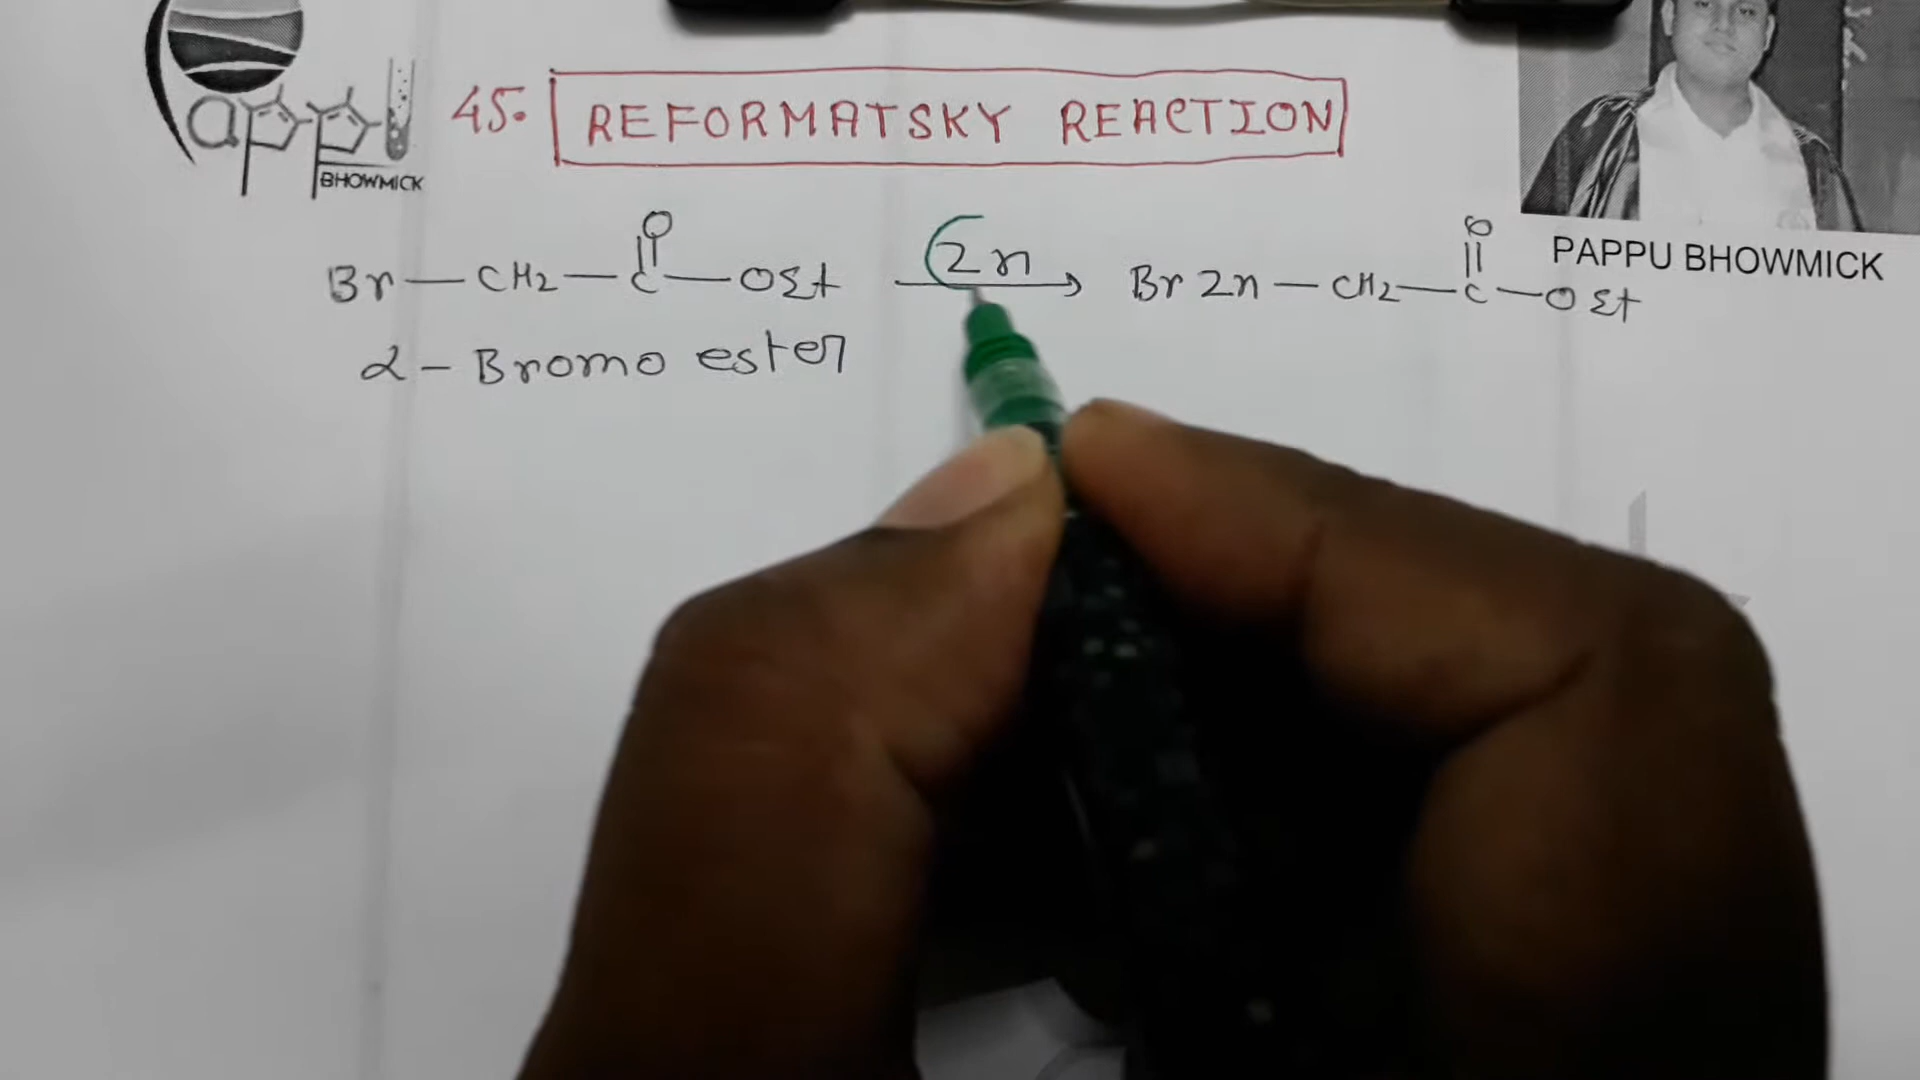 45. REFORMATSKY REACTION
BHOWMICK
PAPPU BHOWMICK
O O
Br — CH2 — C — OEt Zn → Br Zn — CH2 — C — OEt
α - Bromo ester